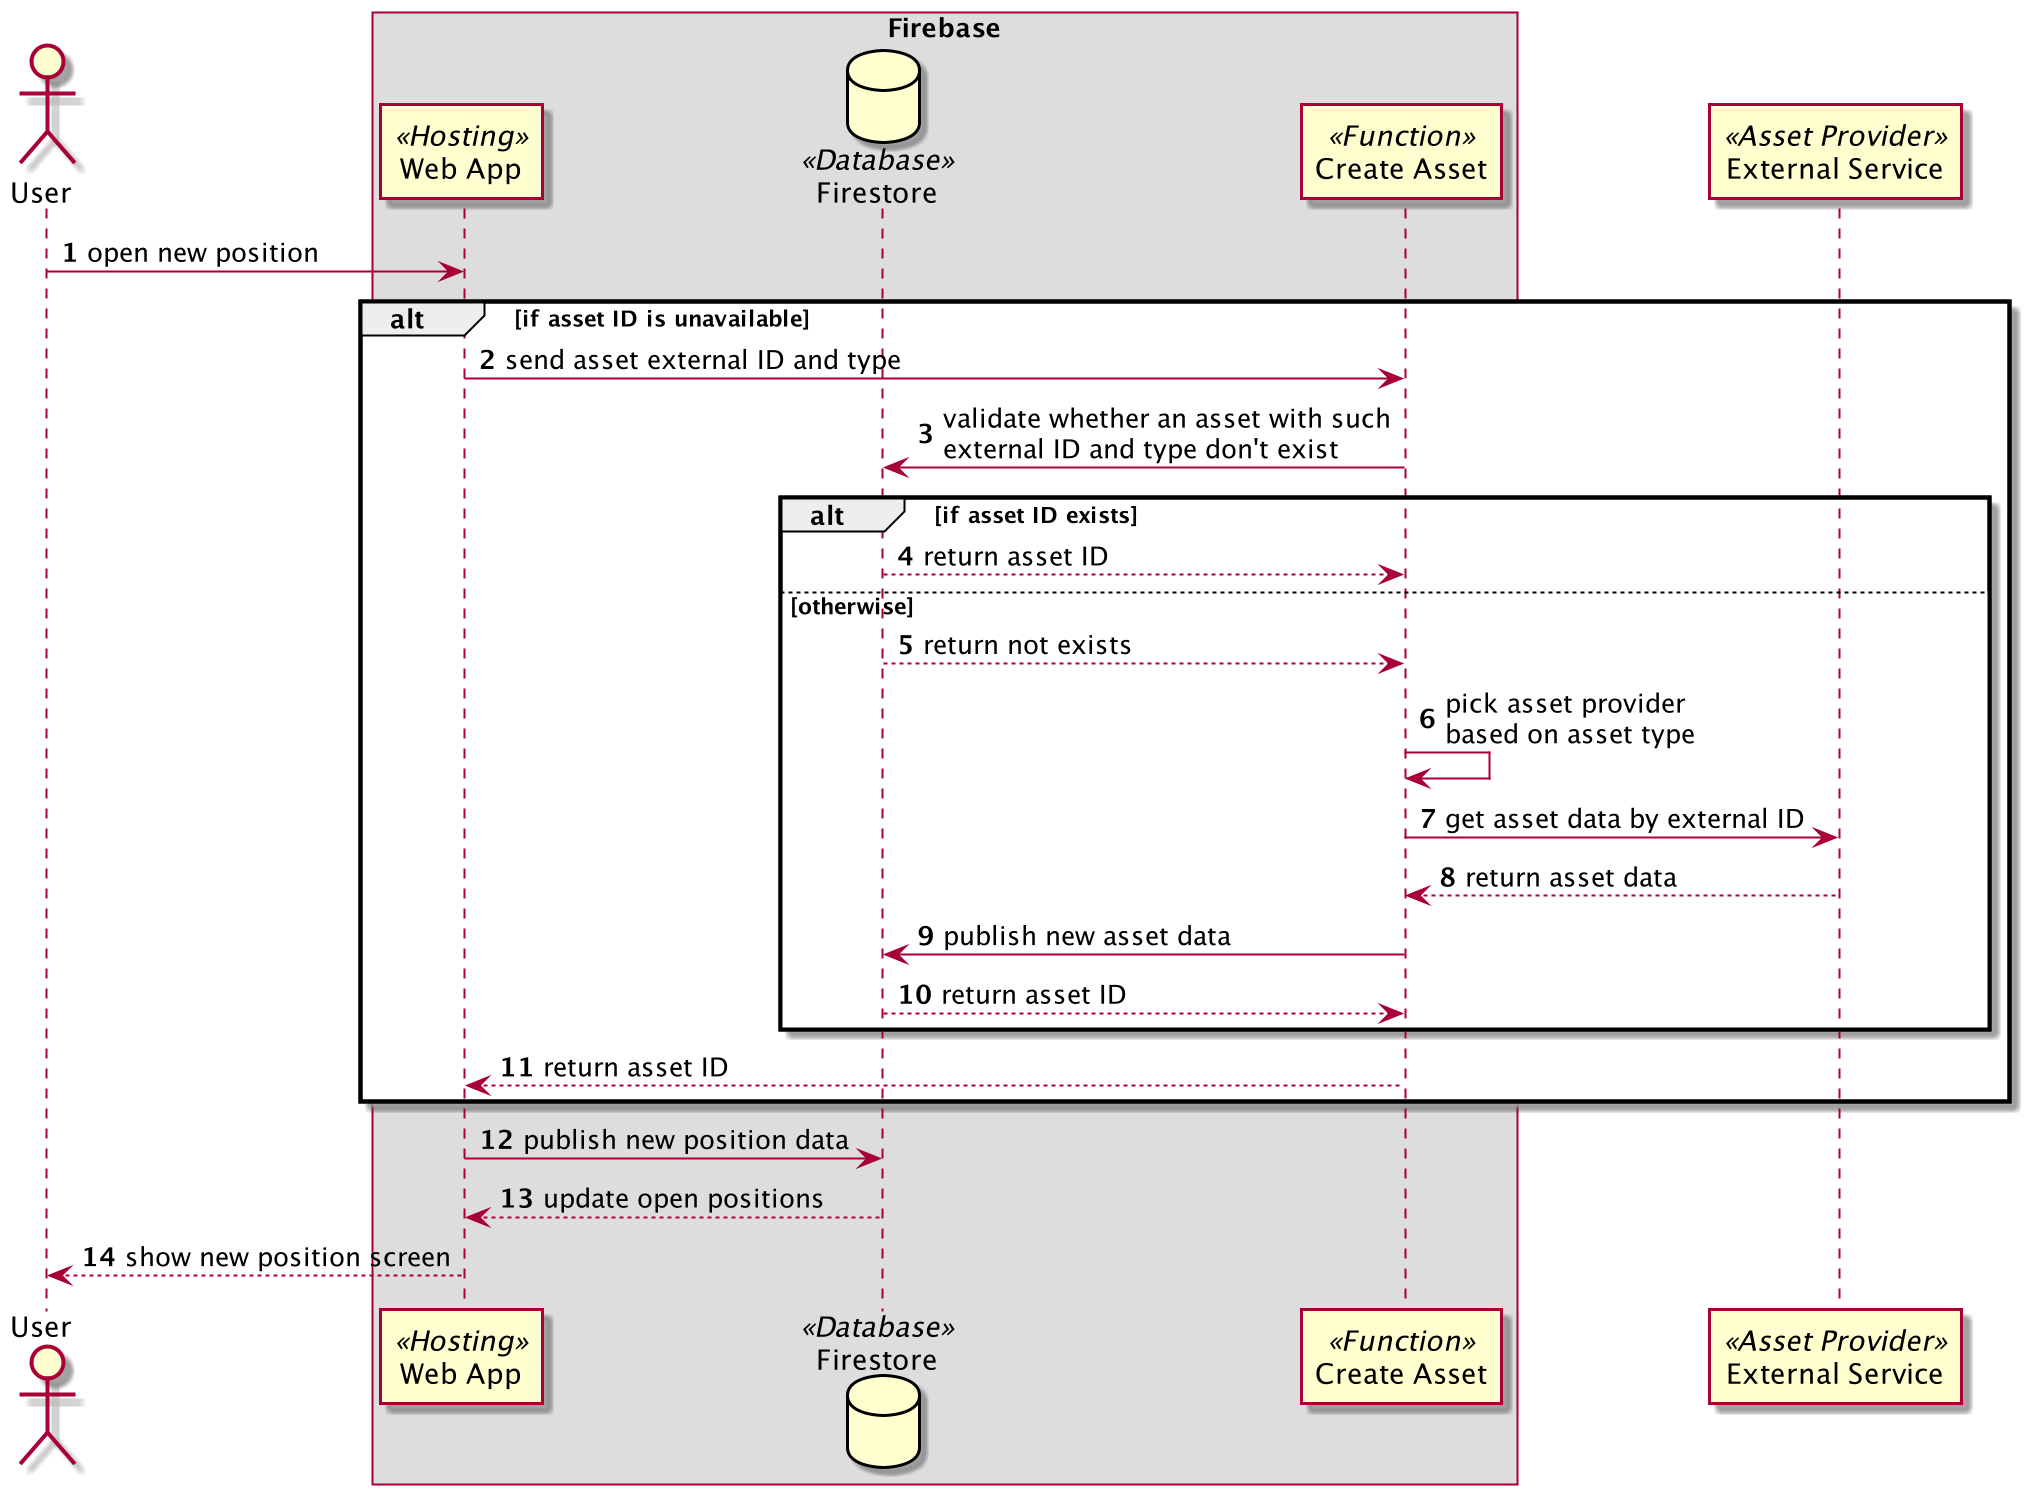 Firebase
User
«Hosting»
Web App
«Database»
Firestore
«Function»
Create Asset
«Asset Provider»
External Service
1 open new position
alt [if asset ID is unavailable]
2 send asset external ID and type
3 validate whether an asset with such
external ID and type don't exist
alt [if asset ID exists]
4 return asset ID
[otherwise]
5 return not exists
6 pick asset provider
based on asset type
7 get asset data by external ID
8 return asset data
9 publish new asset data
10 return asset ID
11 return asset ID
12 publish new position data
13 update open positions
14 show new position screen
User
«Hosting»
Web App
«Database»
Firestore
«Function»
Create Asset
«Asset Provider»
External Service